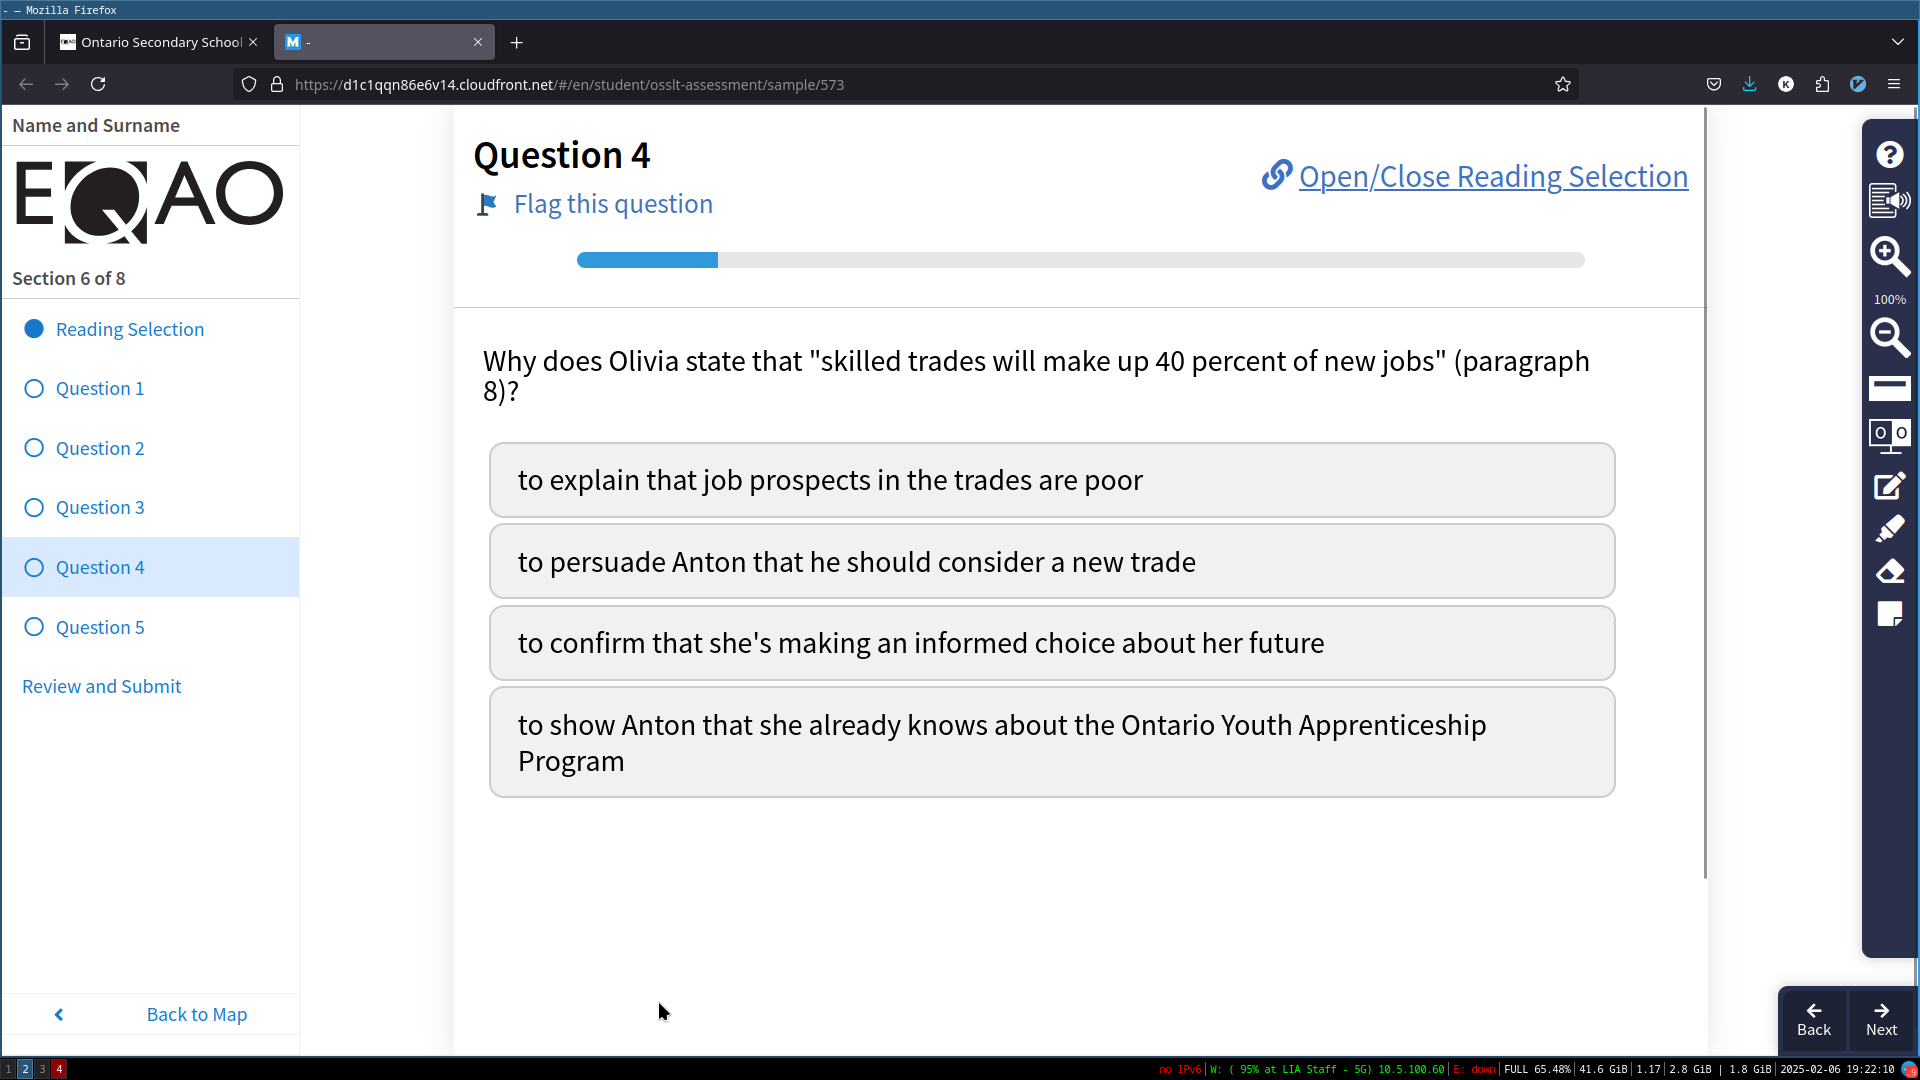 - — Mozilla Firefox
EQAO Ontario Secondary School
M -
https://d1c1qqn86e6v14.cloudfront.net/#/en/student/osslt-assessment/sample/573
K
Name and Surname
EQAO
Section 6 of 8
Reading Selection
Question 1
Question 2
Question 3
Question 4
Question 5
Review and Submit
Back to Map
Question 4
Flag this question
Open/Close Reading Selection
Why does Olivia state that "skilled trades will make up 40 percent of new jobs" (paragraph
8)?
to explain that job prospects in the trades are poor
to persuade Anton that he should consider a new trade
to confirm that she's making an informed choice about her future
to show Anton that she already knows about the Ontario Youth Apprenticeship
Program
?
100%
O O
Back
Next
1 2 3 4
no IPv6|W: ( 95% at LIA Staff - 5G) 10.5.100.60|E: down|FULL 65.48%|41.6 GiB|1.17|2.8 GiB | 1.8 GiB|2025-02-06 19:22:10